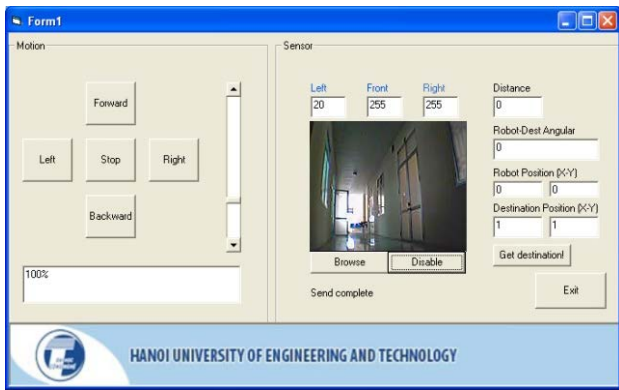 Form1
Motion
Forward
Left
Stop
Right
Backward
100%
Sensor
Left Front Right
20 255 255
Browse
Disable
Send complete
Distance
0
Robot-Dest Angular
0
Robot Position (X-Y)
0 0
Destination Position (X-Y)
1 1
Get destination!
Exit
HANOI UNIVERSITY OF ENGINEERING AND TECHNOLOGY